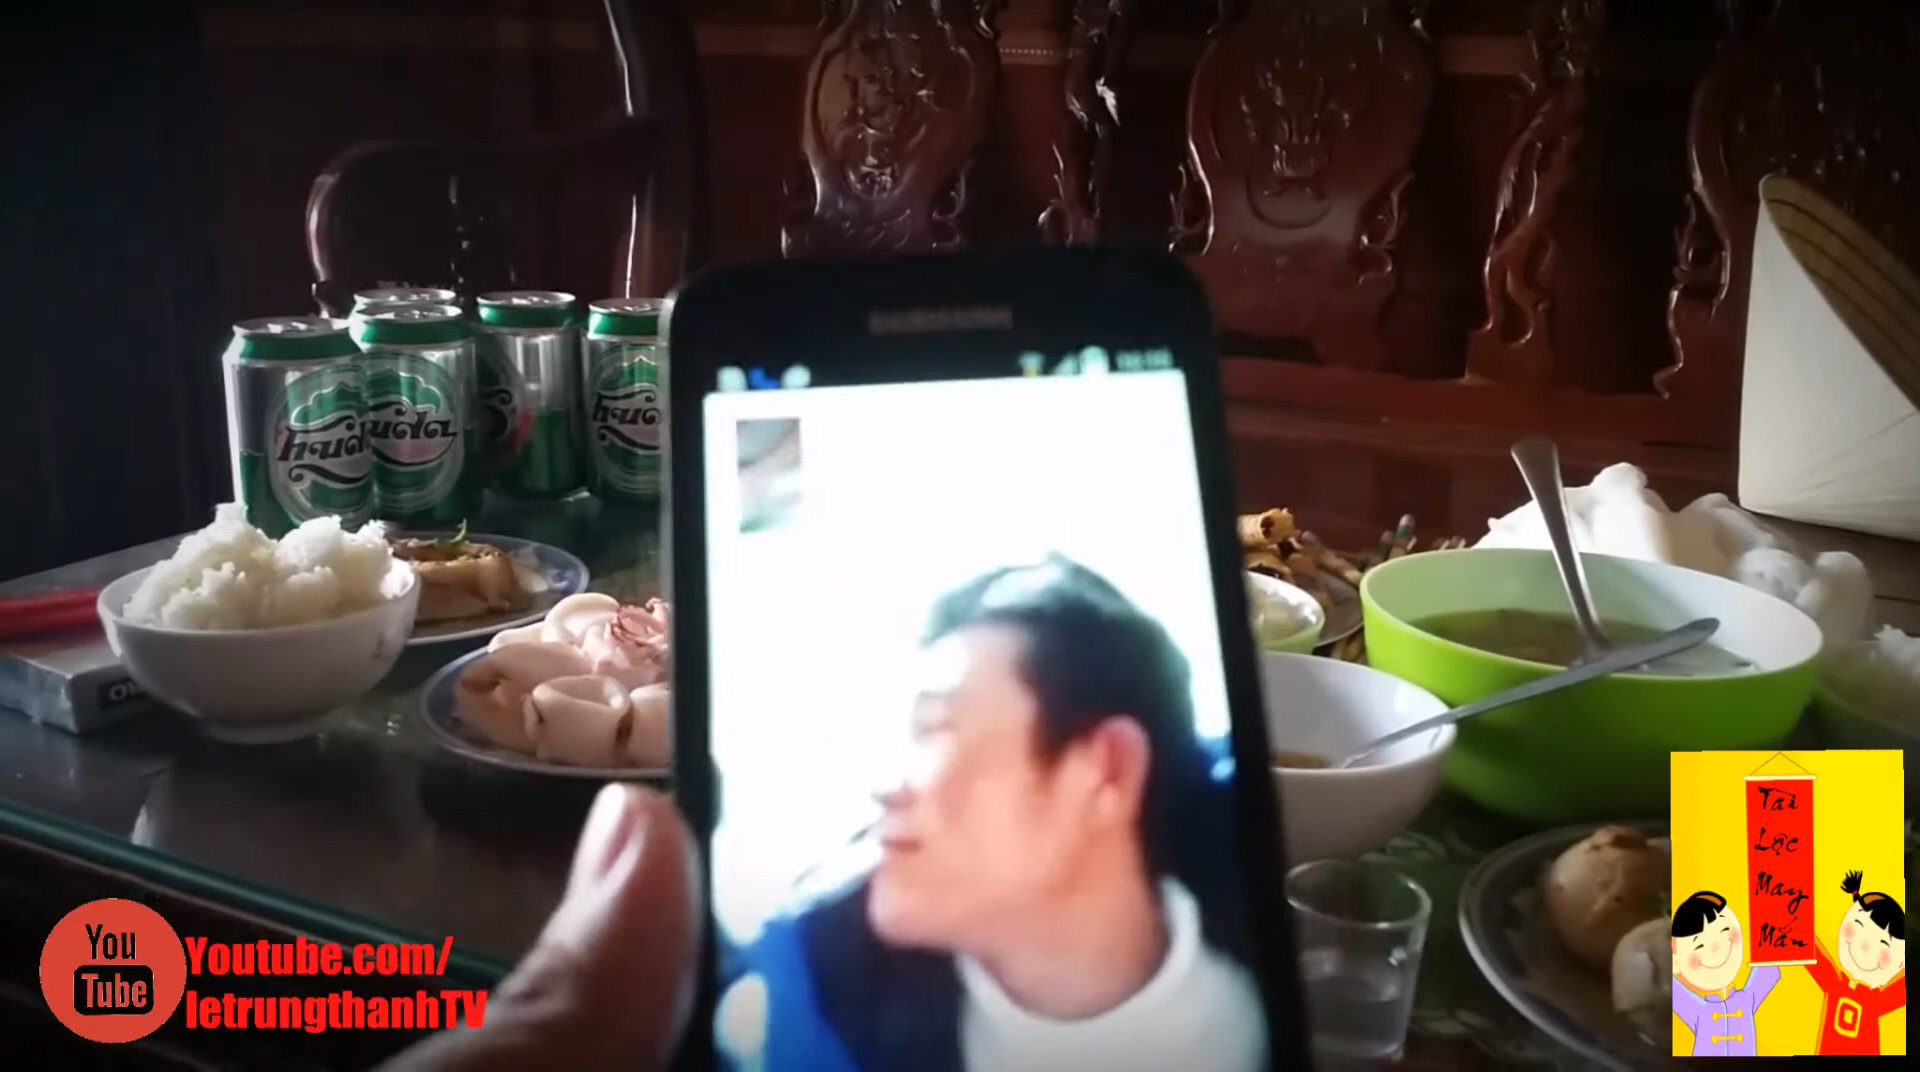 SAMSUNG
huda
huda
huda
Tài
Lộc
May
Mắn
You
Tube
Youtube.com/
letrungthanhTV